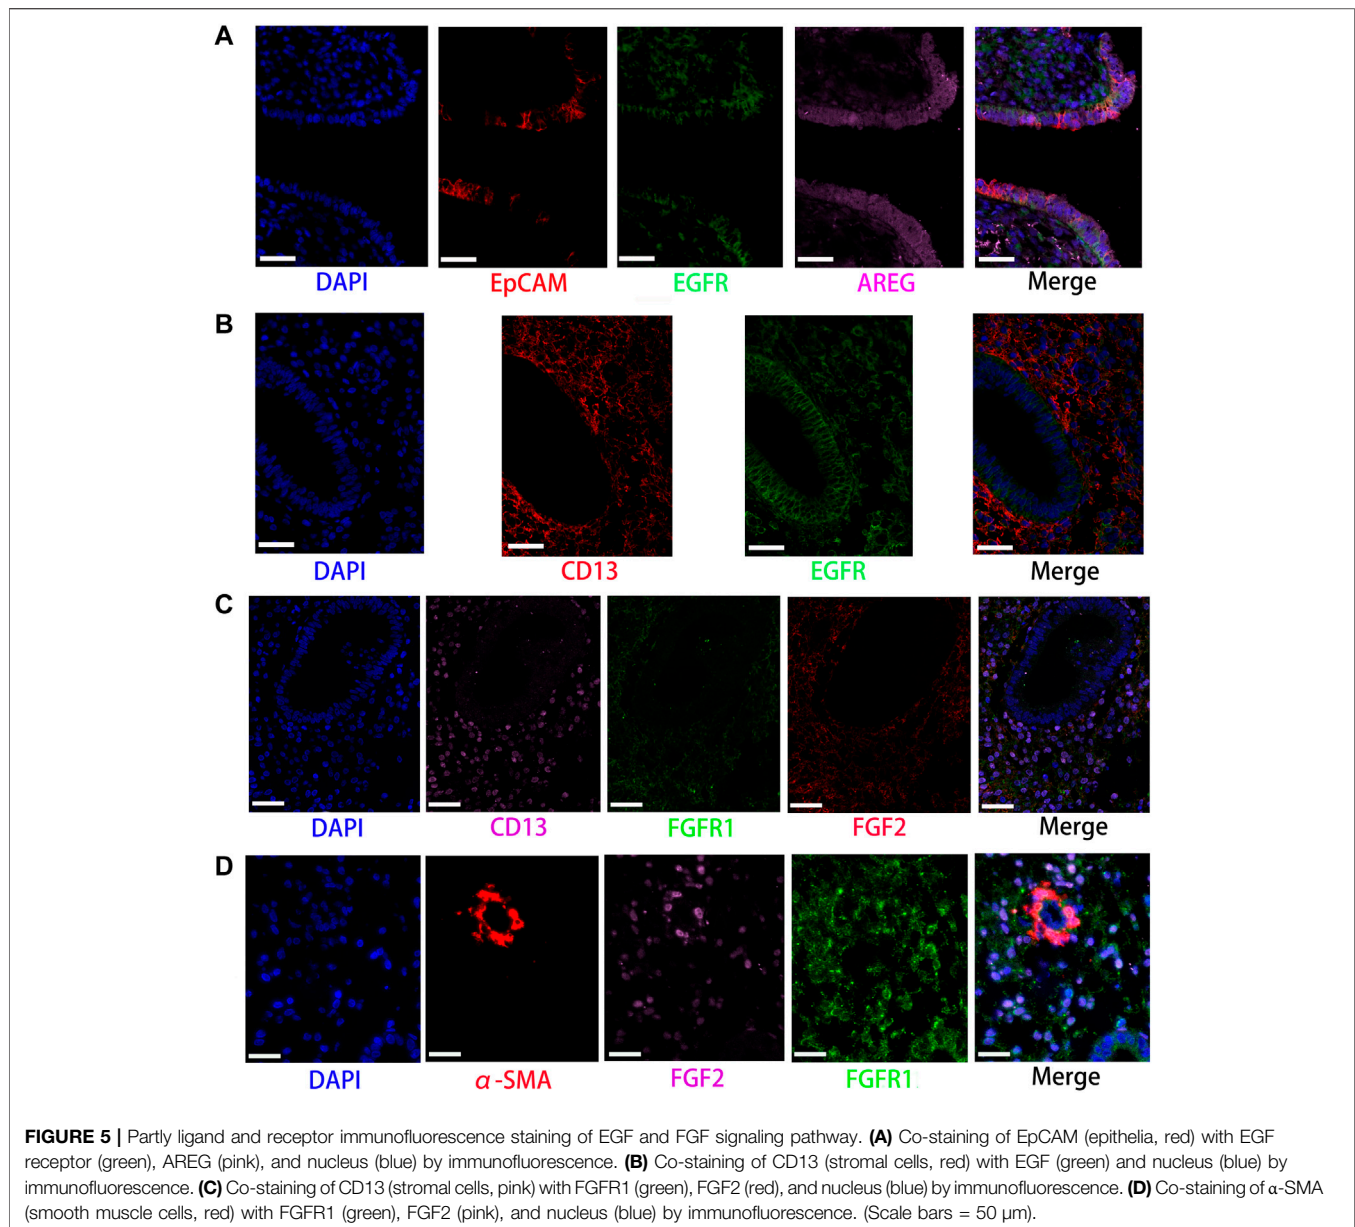 A
DAPI EpCAM EGFR AREG Merge
B
DAPI CD13 EGFR Merge
C
DAPI CD13 FGFR1 FGF2 Merge
D
DAPI α-SMA FGF2 FGFR1 Merge
FIGURE 5 | Partly ligand and receptor immunofluorescence staining of EGF and FGF signaling pathway. (A) Co-staining of EpCAM (epithelia, red) with EGF
receptor (green), AREG (pink), and nucleus (blue) by immunofluorescence. (B) Co-staining of CD13 (stromal cells, red) with EGF (green) and nucleus (blue) by
immunofluorescence. (C) Co-staining of CD13 (stromal cells, pink) with FGFR1 (green), FGF2 (red), and nucleus (blue) by immunofluorescence. (D) Co-staining of α-SMA
(smooth muscle cells, red) with FGFR1 (green), FGF2 (pink), and nucleus (blue) by immunofluorescence. (Scale bars = 50 μm).